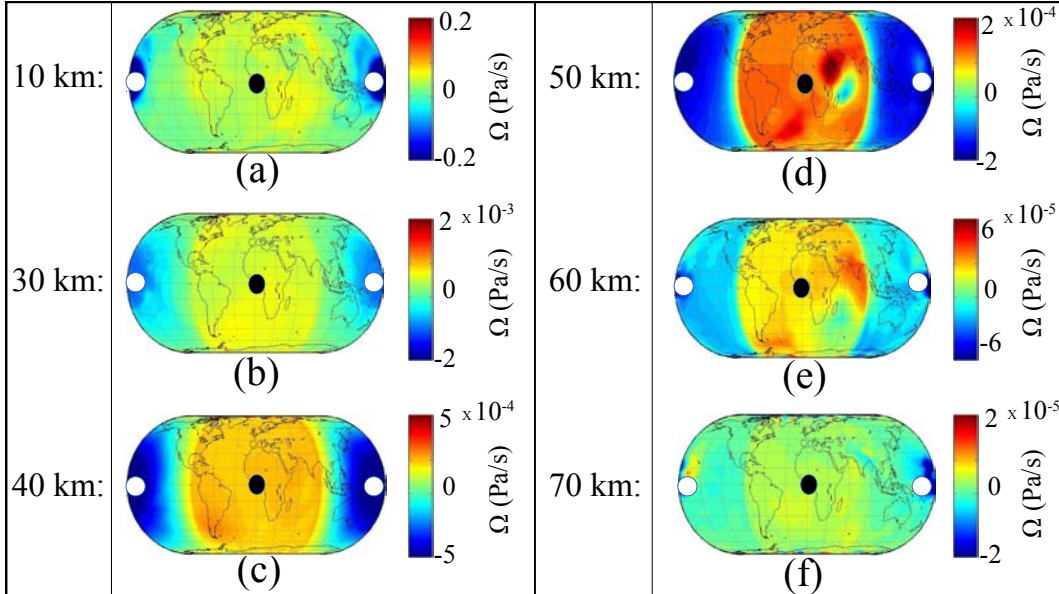 10 km:
0.2
0
-0.2
Ω (Pa/s)
(a)
30 km:
2 × 10⁻³
0
-2
Ω (Pa/s)
(b)
40 km:
5 × 10⁻⁴
0
-5
Ω (Pa/s)
(c)
50 km:
2 × 10⁻⁴
0
-2
Ω (Pa/s)
(d)
60 km:
6 × 10⁻⁵
0
-6
Ω (Pa/s)
(e)
70 km:
2 × 10⁻⁵
0
-2
Ω (Pa/s)
(f)